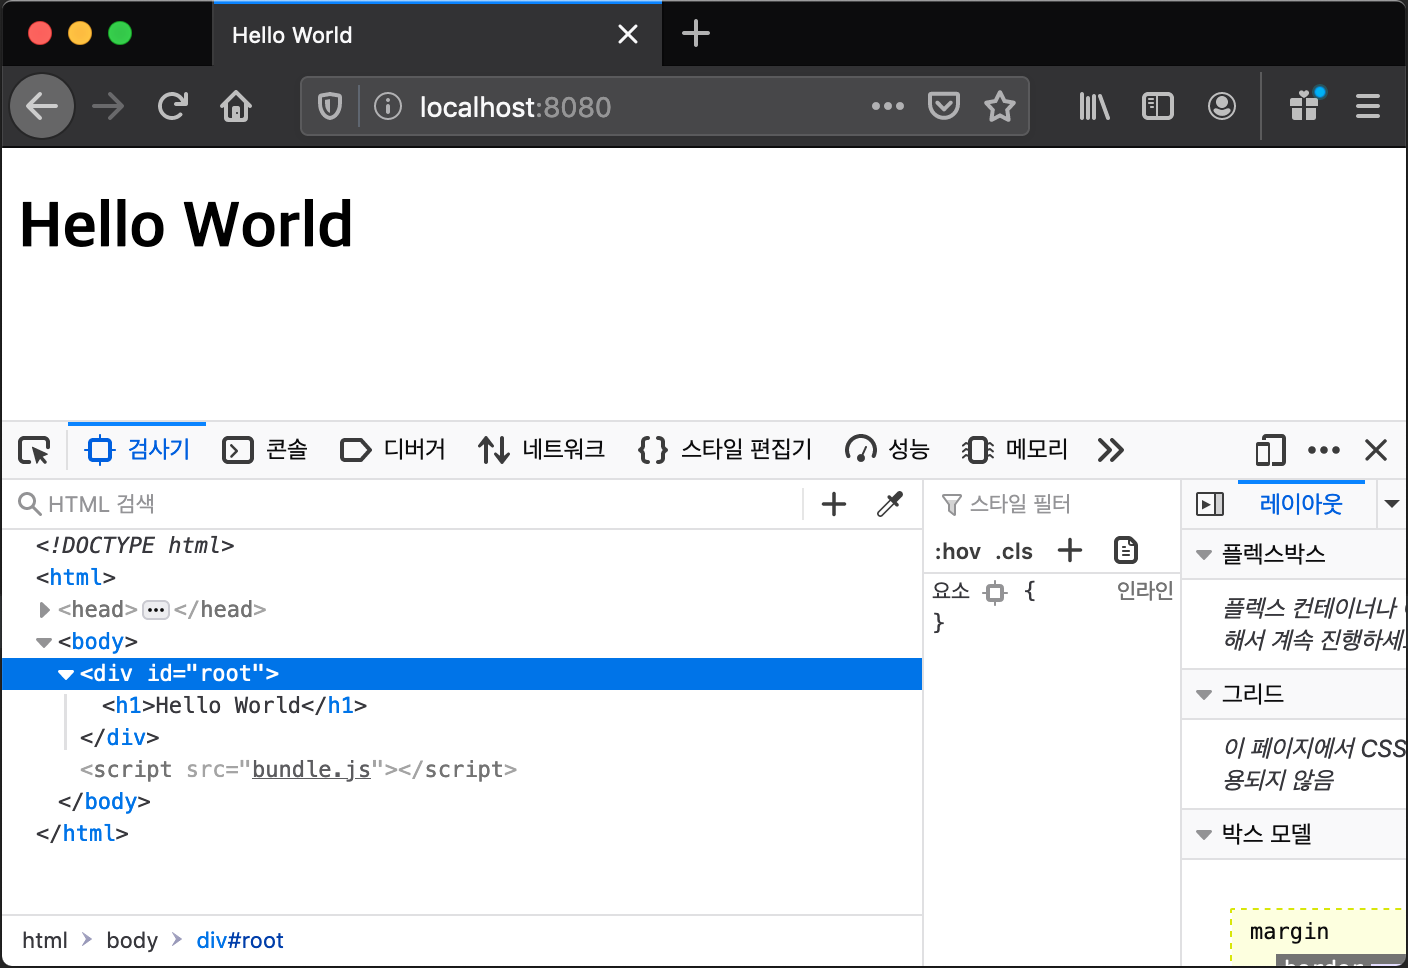 Hello World
localhost:8080
Hello World
검사기 콘솔 디버거 네트워크 스타일 편집기 성능 메모리
HTML 검색
<!DOCTYPE html>
<html>
<head>···</head>
<body>
<div id="root">
<h1>Hello World</h1>
</div>
<script src="bundle.js"></script>
</body>
</html>
html body div#root
스타일 필터
:hov .cls
요소 { 인라인
}
레이아웃
플렉스박스
플렉스 컨테이너나
해서 계속 진행하세
그리드
이 페이지에서 CSS
용되지 않음
박스 모델
margin
border